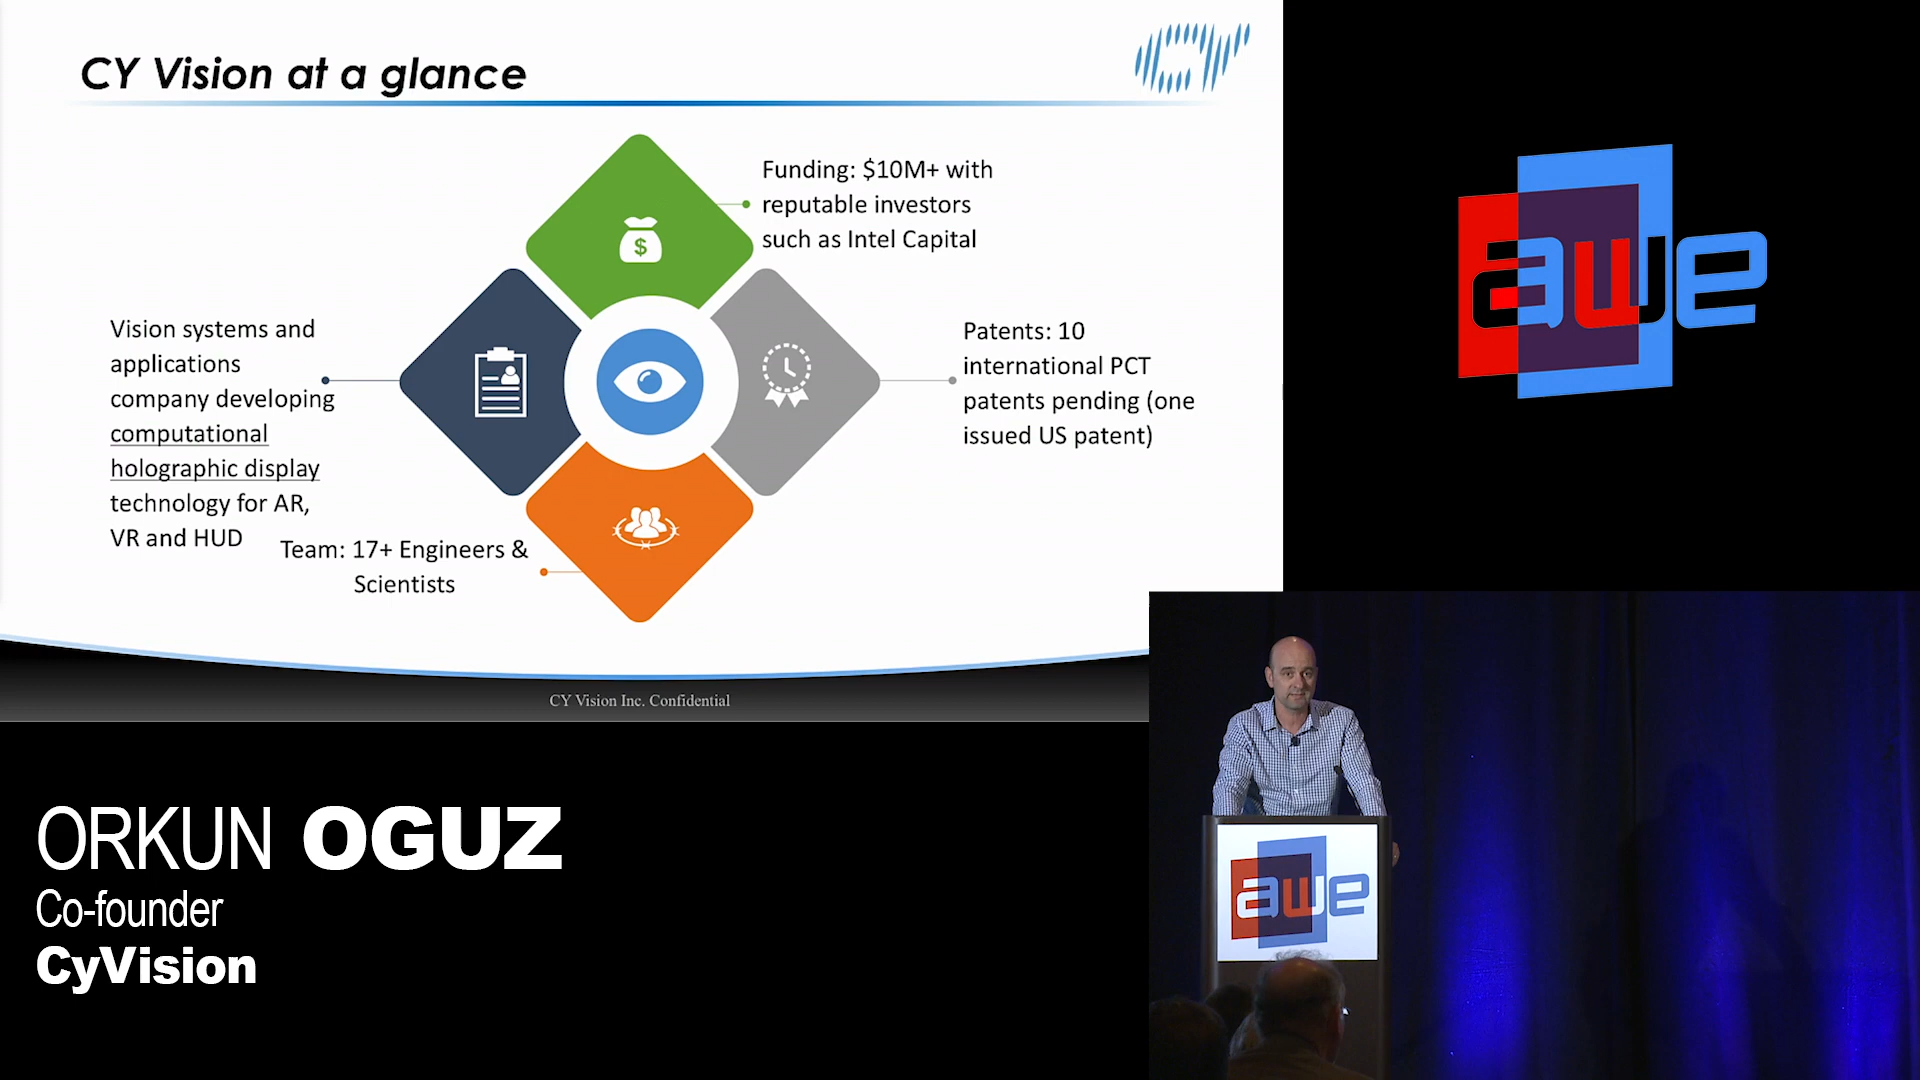 CY Vision at a glance
CY
Funding: $10M+ with
reputable investors
such as Intel Capital
$
Vision systems and
applications
company developing
computational
holographic display
technology for AR,
VR and HUD
Patents: 10
international PCT
patents pending (one
issued US patent)
Team: 17+ Engineers &
Scientists
CY Vision Inc. Confidential
awe
ORKUN OGUZ
Co-founder
CyVision
awe